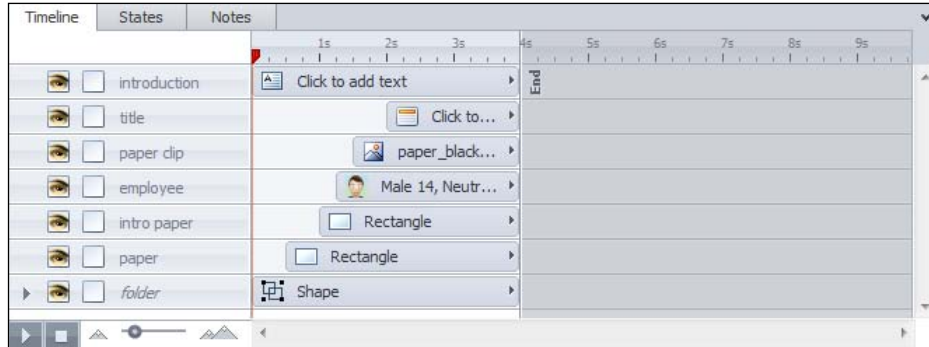 Timeline States Notes
1s 2s 3s 4s 5s 6s 7s 8s 9s
introduction Click to add text End
title Click to...
paper clip paper_black...
employee Male 14, Neutr...
intro paper Rectangle
paper Rectangle
folder Shape